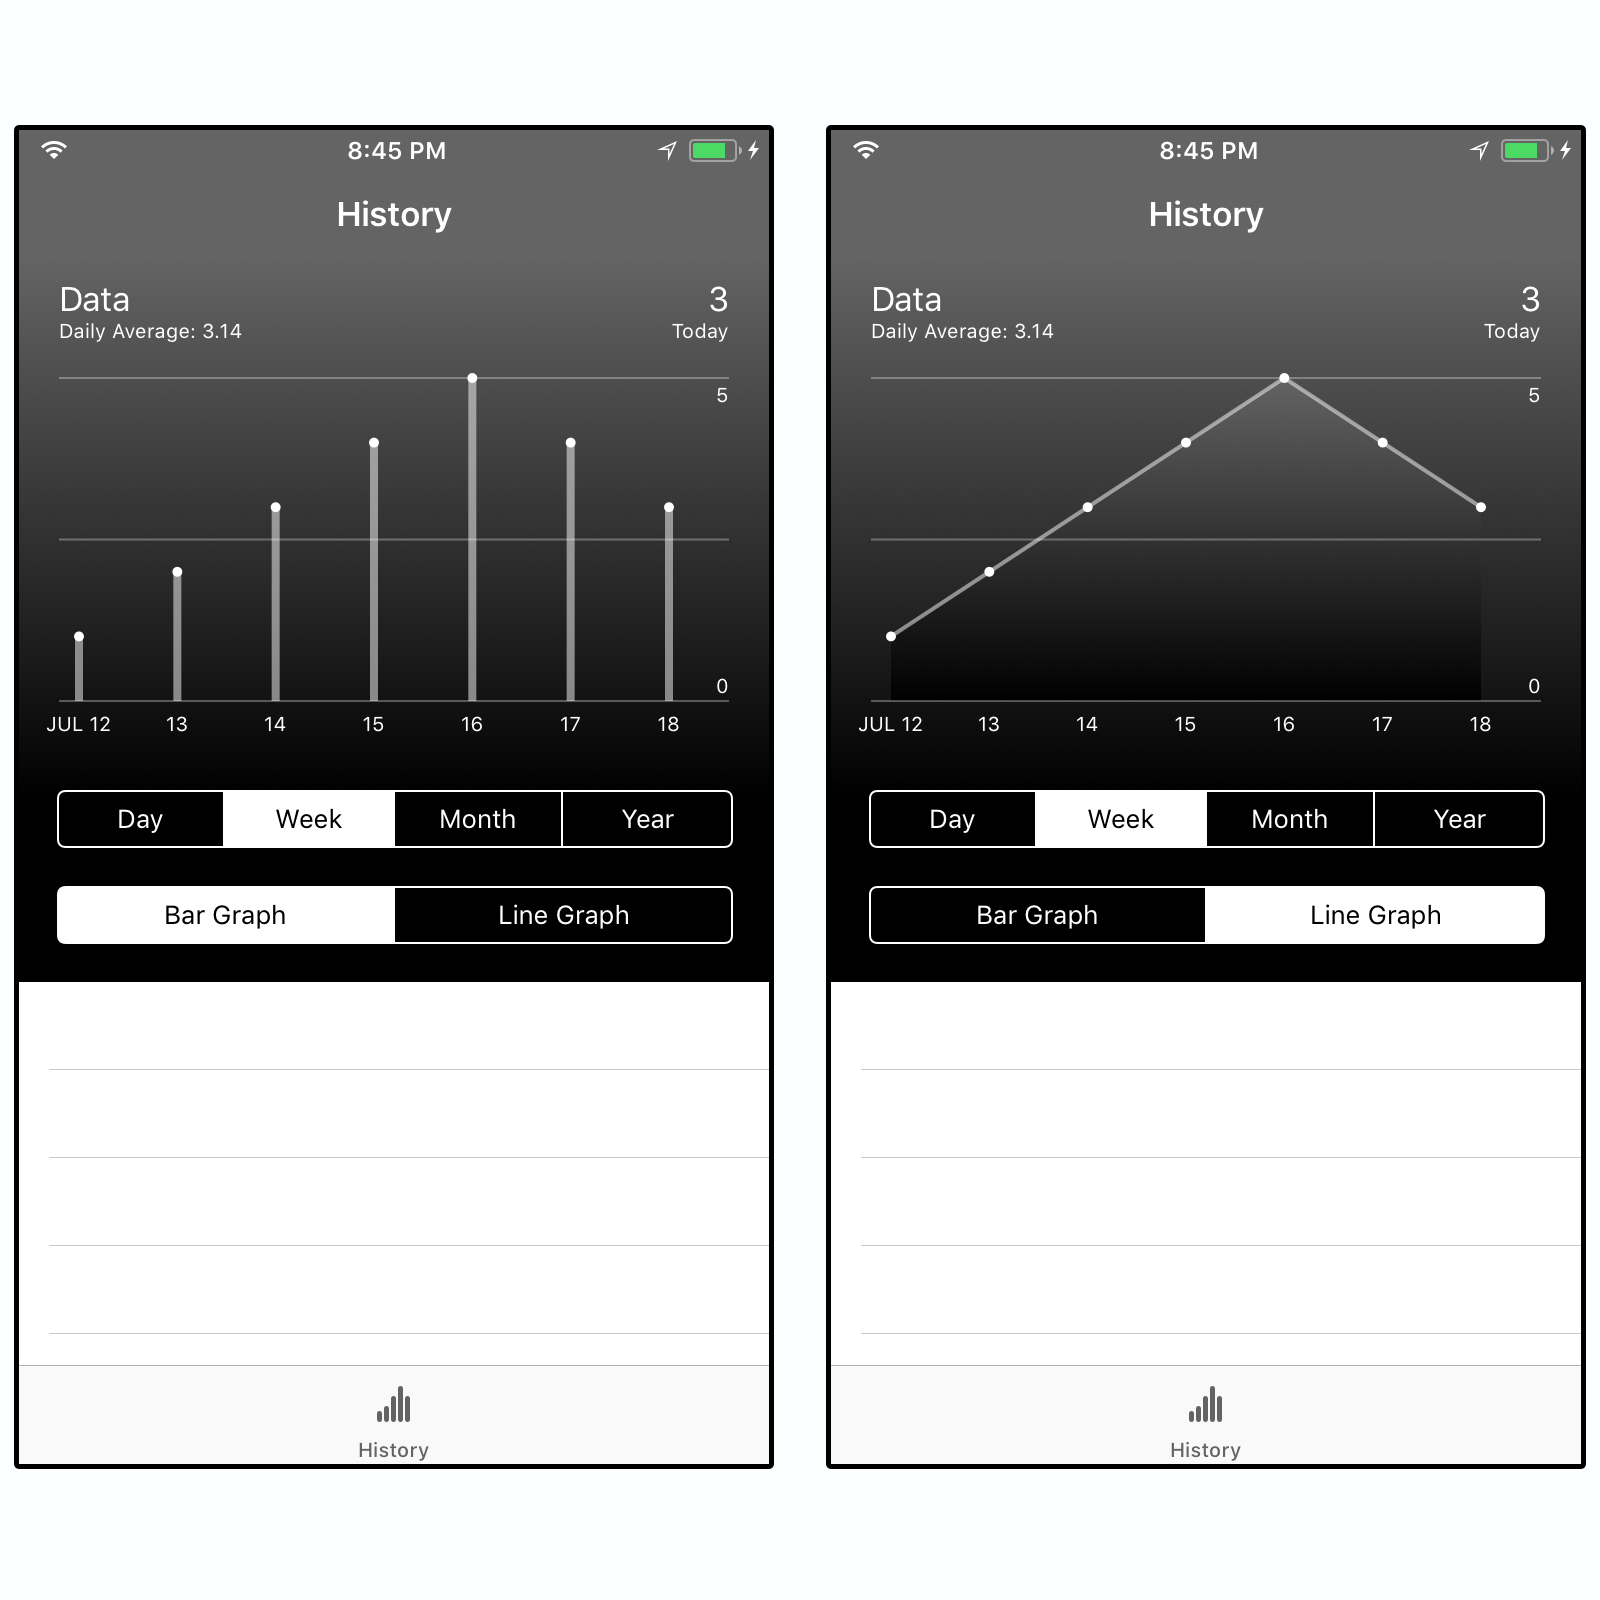 8:45 PM
History
Data 3
Daily Average: 3.14 Today
5
0
JUL 12 13 14 15 16 17 18
Day Week Month Year
Bar Graph Line Graph
History
8:45 PM
History
Data 3
Daily Average: 3.14 Today
5
0
JUL 12 13 14 15 16 17 18
Day Week Month Year
Bar Graph Line Graph
History